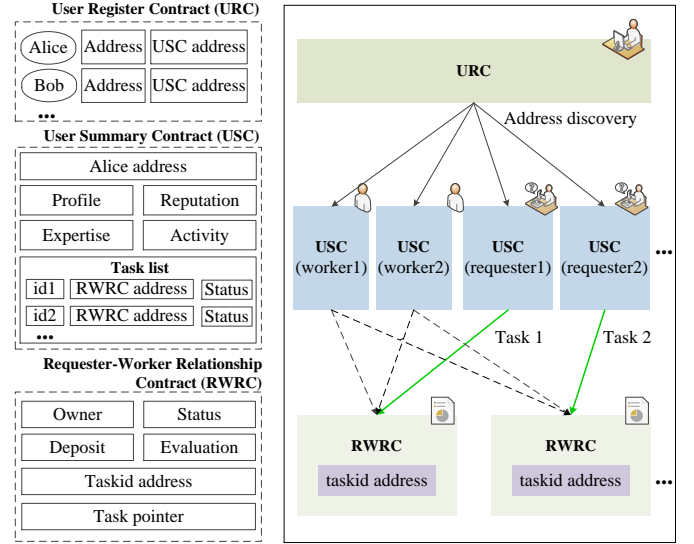 User Register Contract (URC)
Alice Address USC address
Bob Address USC address
...
User Summary Contract (USC)
Alice address
Profile Reputation
Expertise Activity
Task list
id1 RWRC address Status
id2 RWRC address Status
...
Requester-Worker Relationship
Contract (RWRC)
Owner Status
Deposit Evaluation
Taskid address
Task pointer
URC
Address discovery
USC
(worker1)
USC
(worker2)
USC
(requester1)
USC
(requester2)
...
Task 1
Task 2
RWRC
taskid address
RWRC
taskid address
...